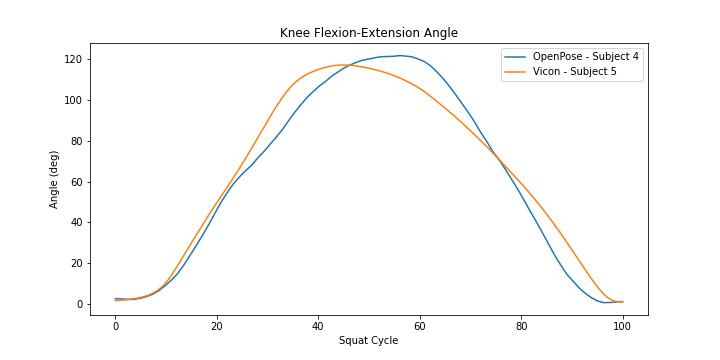 Knee Flexion-Extension Angle
OpenPose - Subject 4
Vicon - Subject 5
Angle (deg)
120
100
80
60
40
20
0
0 20 40 60 80 100
Squat Cycle